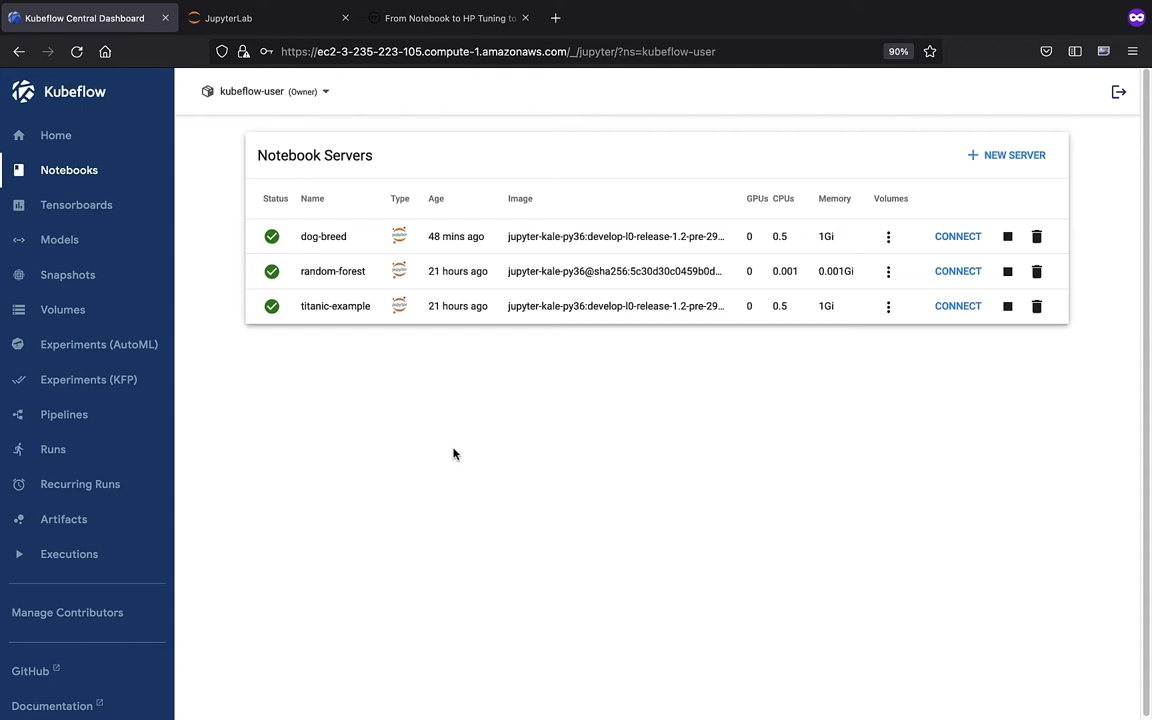 Kubeflow Central Dashboard
JupyterLab
From Notebook to HP Tuning to
https://ec2-3-235-223-105.compute-1.amazonaws.com/_/jupyter/?ns=kubeflow-user
90%
Kubeflow
kubeflow-user (Owner)
Home
Notebooks
Tensorboards
Models
Snapshots
Volumes
Experiments (AutoML)
Experiments (KFP)
Pipelines
Runs
Recurring Runs
Artifacts
Executions
Manage Contributors
GitHub
Documentation
Notebook Servers
NEW SERVER
Status Name Type Age Image GPUs CPUs Memory Volumes
dog-breed jupyter 48 mins ago jupyter-kale-py36:develop-l0-release-1.2-pre-29... 0 0.5 1Gi CONNECT
random-forest jupyter 21 hours ago jupyter-kale-py36@sha256:5c30d30c0459b0d... 0 0.001 0.001Gi CONNECT
titanic-example jupyter 21 hours ago jupyter-kale-py36:develop-l0-release-1.2-pre-29... 0 0.5 1Gi CONNECT